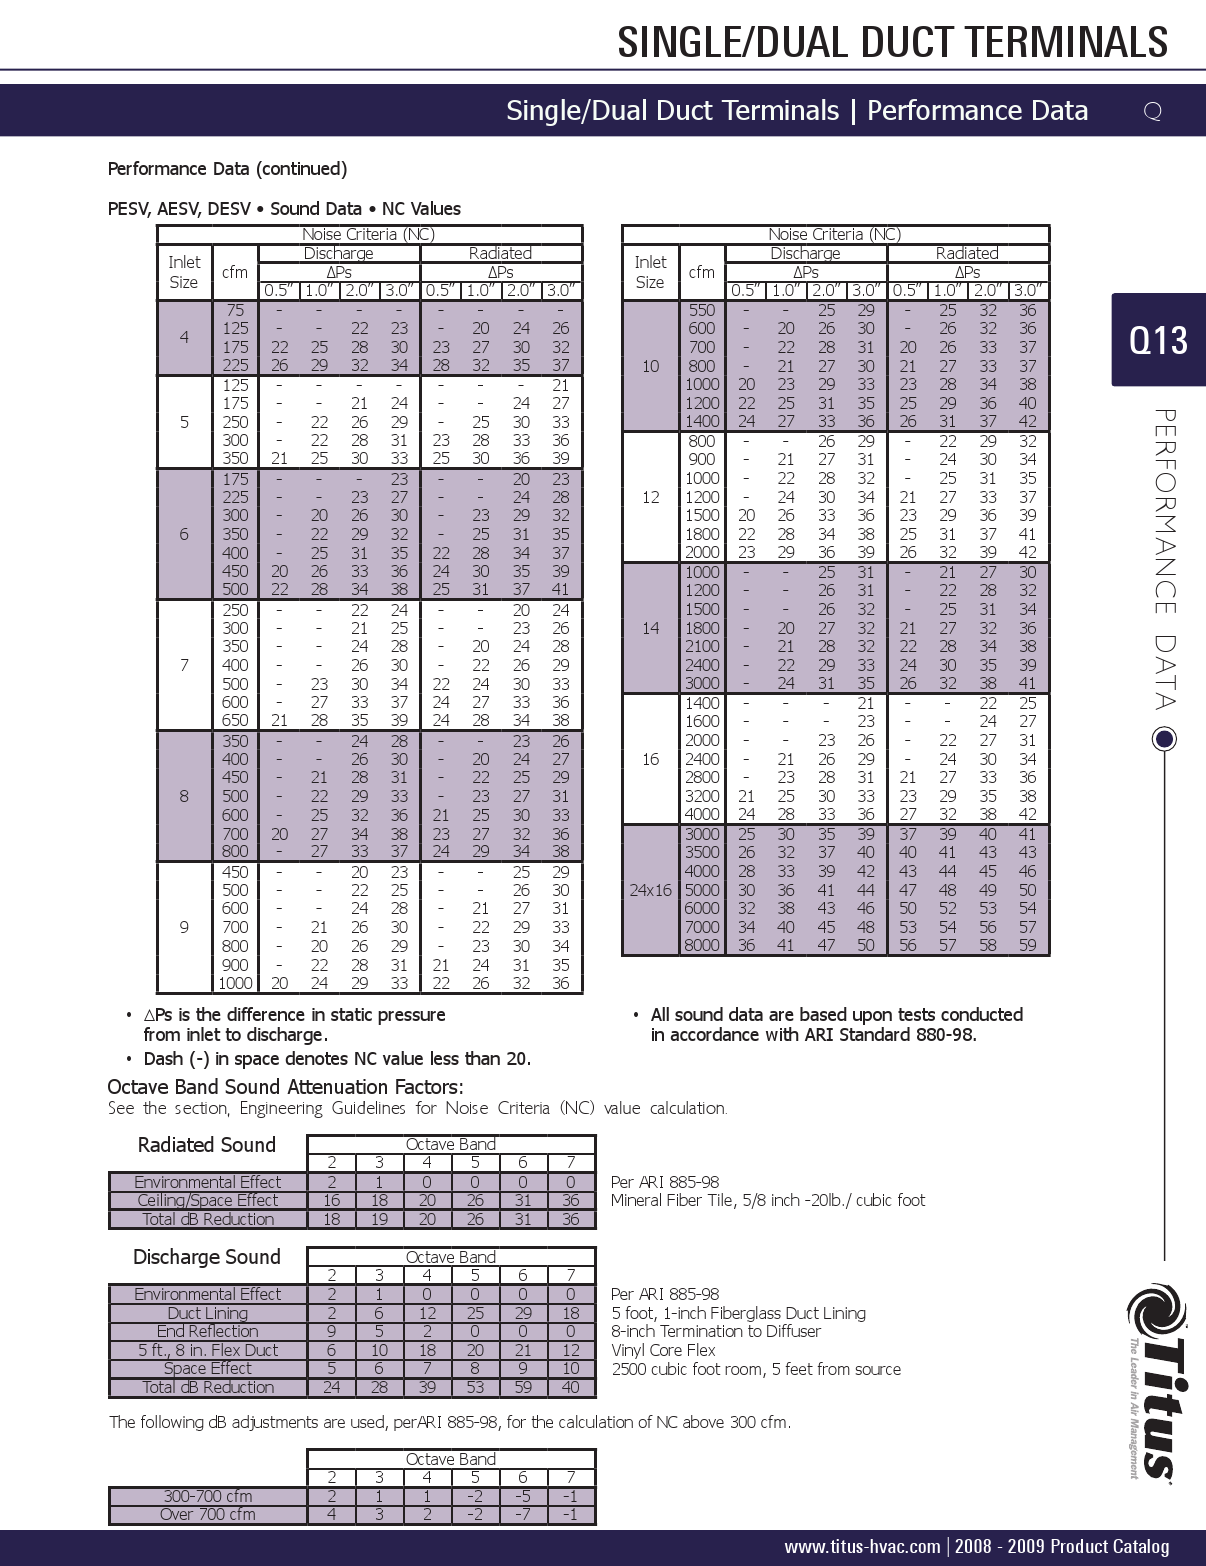 SINGLE/DUAL DUCT TERMINALS
Single/Dual Duct Terminals | Performance Data Q
Performance Data (continued)
PESV, AESV, DESV • Sound Data • NC Values
Noise Criteria (NC)
Inlet Size cfm Discharge Radiated
ΔPs ΔPs
0.5” 1.0” 2.0” 3.0” 0.5” 1.0” 2.0” 3.0”
4
75 - - - - - - - -
125 - - 22 23 - 20 24 26
175 22 25 28 30 23 27 30 32
225 26 29 32 34 28 32 35 37
5
125 - - - - - - - 21
175 - - 21 24 - - 24 27
250 - 22 26 29 - 25 30 33
300 - 22 28 31 23 28 33 36
350 21 25 30 33 25 30 36 39
6
175 - - - 23 - - 20 23
225 - - 23 27 - - 24 28
300 - 20 26 30 - 23 29 32
350 - 22 29 32 - 25 31 35
400 - 25 31 35 22 28 34 37
450 20 26 33 36 24 30 35 39
500 22 28 34 38 25 31 37 41
7
250 - - 22 24 - - 20 24
300 - - 21 25 - - 23 26
350 - - 24 28 - 20 24 28
400 - - 26 30 - 22 26 29
500 - 23 30 34 22 24 30 33
600 - 27 33 37 24 27 33 36
650 21 28 35 39 24 28 34 38
8
350 - - 24 28 - - 23 26
400 - - 26 30 - 20 24 27
450 - 21 28 31 - 22 25 29
500 - 22 29 33 - 23 27 31
600 - 25 32 36 21 25 30 33
700 20 27 34 38 23 27 32 36
800 - 27 33 37 24 29 34 38
9
450 - - 20 23 - - 25 29
500 - - 22 25 - - 26 30
600 - - 24 28 - 21 27 31
700 - 21 26 30 - 22 29 33
800 - 20 26 29 - 23 30 34
900 - 22 28 31 21 24 31 35
1000 20 24 29 33 22 26 32 36
Noise Criteria (NC)
Inlet Size cfm Discharge Radiated
ΔPs ΔPs
0.5” 1.0” 2.0” 3.0” 0.5” 1.0” 2.0” 3.0”
10
550 - - 25 29 - 25 32 36
600 - 20 26 30 - 26 32 36
700 - 22 28 31 20 26 33 37
800 - 21 27 30 21 27 33 37
1000 20 23 29 33 23 28 34 38
1200 22 25 31 35 25 29 36 40
1400 24 27 33 36 26 31 37 42
12
800 - - 26 29 - 22 29 32
900 - 21 27 31 - 24 30 34
1000 - 22 28 32 - 25 31 35
1200 - 24 30 34 21 27 33 37
1500 20 26 33 36 23 29 36 39
1800 22 28 34 38 25 31 37 41
2000 23 29 36 39 26 32 39 42
14
1000 - - 25 31 - 21 27 30
1200 - - 26 31 - 22 28 32
1500 - - 26 32 - 25 31 34
1800 - 20 27 32 21 27 32 36
2100 - 21 28 32 22 28 34 38
2400 - 22 29 33 24 30 35 39
3000 - 24 31 35 26 32 38 41
16
1400 - - - 21 - - 22 25
1600 - - - 23 - - 24 27
2000 - - 23 26 - 22 27 31
2400 - 21 26 29 - 24 30 34
2800 - 23 28 31 21 27 33 36
3200 21 25 30 33 23 29 35 38
4000 24 28 33 36 27 32 38 42
24x16
3000 25 30 35 39 37 39 40 41
3500 26 32 37 40 40 41 43 43
4000 28 33 39 42 43 44 45 46
5000 30 36 41 44 47 48 49 50
6000 32 38 43 46 50 52 53 54
7000 34 40 45 48 53 54 56 57
8000 36 41 47 50 56 57 58 59
• △Ps is the difference in static pressure
from inlet to discharge.
• Dash (-) in space denotes NC value less than 20.
• All sound data are based upon tests conducted
in accordance with ARI Standard 880-98.
Octave Band Sound Attenuation Factors:
See the section, Engineering Guidelines for Noise Criteria (NC) value calculation.
Radiated Sound Octave Band
2 3 4 5 6 7
Environmental Effect 2 1 0 0 0 0 Per ARI 885-98
Ceiling/Space Effect 16 18 20 26 31 36 Mineral Fiber Tile, 5/8 inch -20lb./ cubic foot
Total dB Reduction 18 19 20 26 31 36
Discharge Sound Octave Band
2 3 4 5 6 7
Environmental Effect 2 1 0 0 0 0 Per ARI 885-98
Duct Lining 2 6 12 25 29 18 5 foot, 1-inch Fiberglass Duct Lining
End Reflection 9 5 2 0 0 0 8-inch Termination to Diffuser
5 ft., 8 in. Flex Duct 6 10 18 20 21 12 Vinyl Core Flex
Space Effect 5 6 7 8 9 10 2500 cubic foot room, 5 feet from source
Total dB Reduction 24 28 39 53 59 40
The following dB adjustments are used, perARI 885-98, for the calculation of NC above 300 cfm.
Octave Band
2 3 4 5 6 7
300-700 cfm 2 1 1 -2 -5 -1
Over 700 cfm 4 3 2 -2 -7 -1
Q13
PERFORMANCE DATA
Titus
The Leader in Air Management
www.titus-hvac.com | 2008 - 2009 Product Catalog